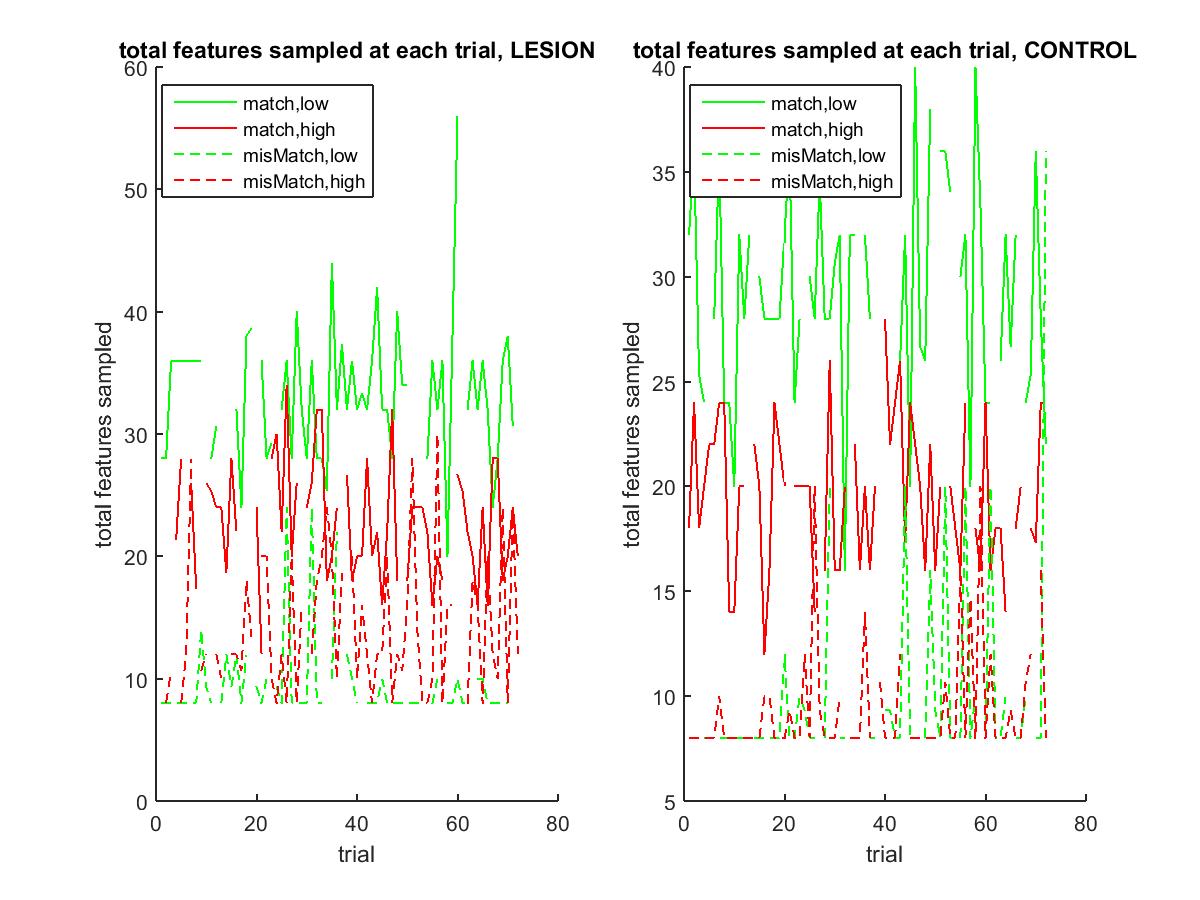 total features sampled at each trial, LESION
60
50
40
30
20
10
0
total features sampled
match,low
match,high
misMatch,low
misMatch,high
0 20 40 60 80
trial
total features sampled at each trial, CONTROL
40
35
30
25
20
15
10
5
total features sampled
match,low
match,high
misMatch,low
misMatch,high
0 20 40 60 80
trial